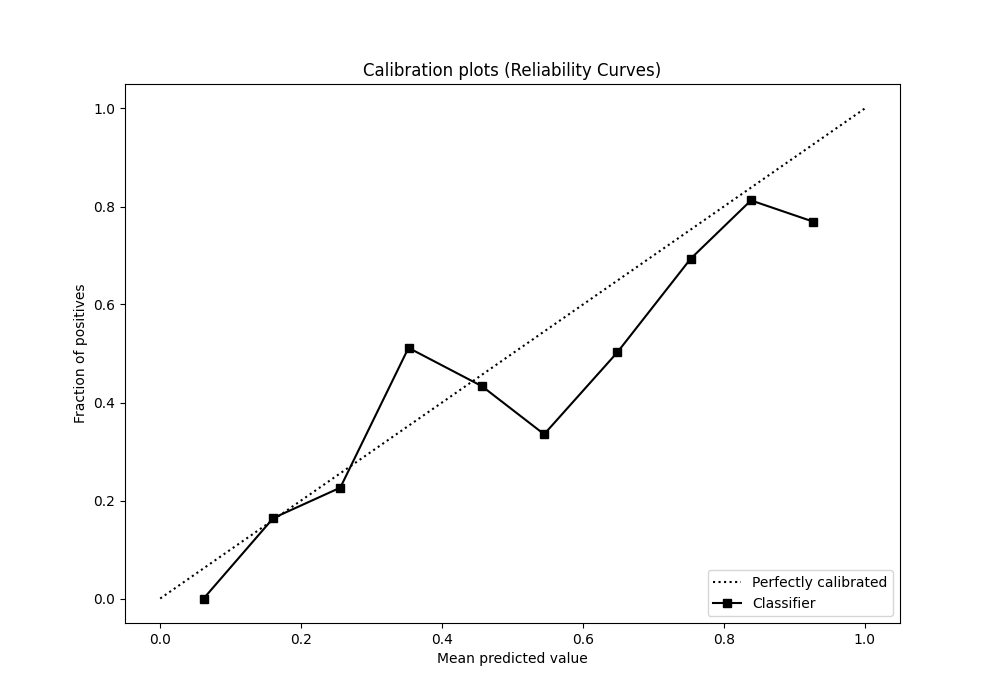 Calibration plots (Reliability Curves)
1.0
0.8
0.6
0.4
0.2
0.0
Fraction of positives
Perfectly calibrated
Classifier
0.0 0.2 0.4 0.6 0.8 1.0
Mean predicted value